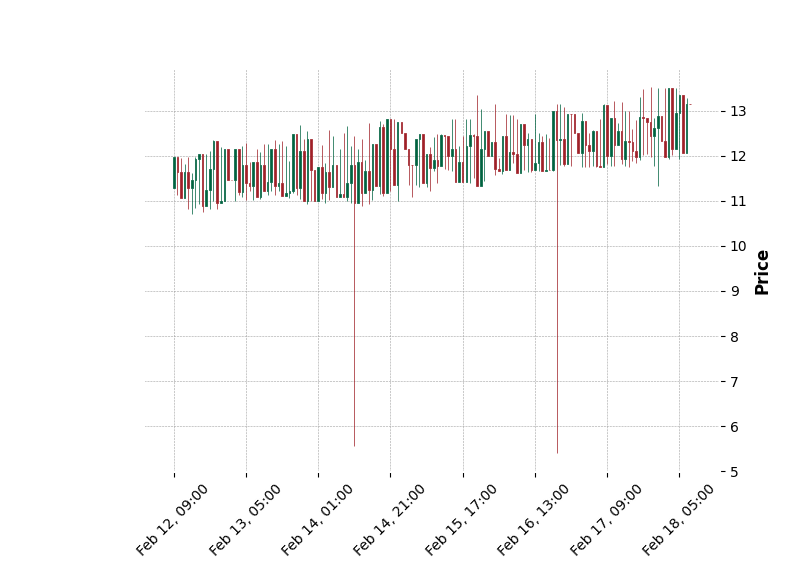 13
12
11
10
9
8
7
6
5
Price
Feb 12, 09:00
Feb 13, 05:00
Feb 14, 01:00
Feb 14, 21:00
Feb 15, 17:00
Feb 16, 13:00
Feb 17, 09:00
Feb 18, 05:00